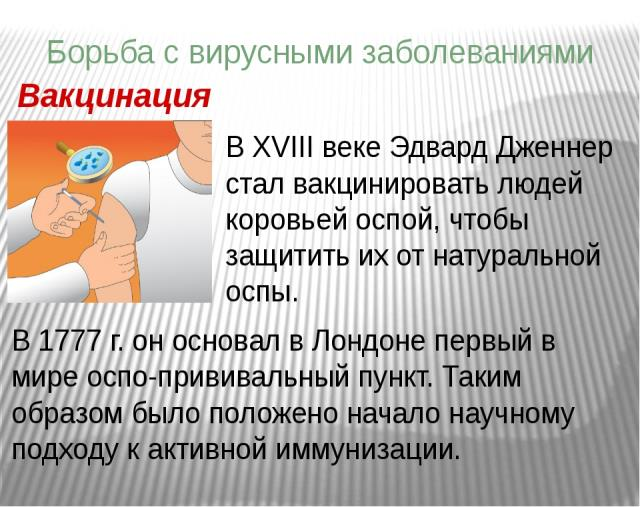 Борьба с вирусными заболеваниями
Вакцинация
В XVIII веке Эдвард Дженнер
стал вакцинировать людей
коровьей оспой, чтобы
защитить их от натуральной
оспы.
В 1777 г. он основал в Лондоне первый в
мире оспо-прививальный пункт. Таким
образом было положено начало научному
подходу к активной иммунизации.